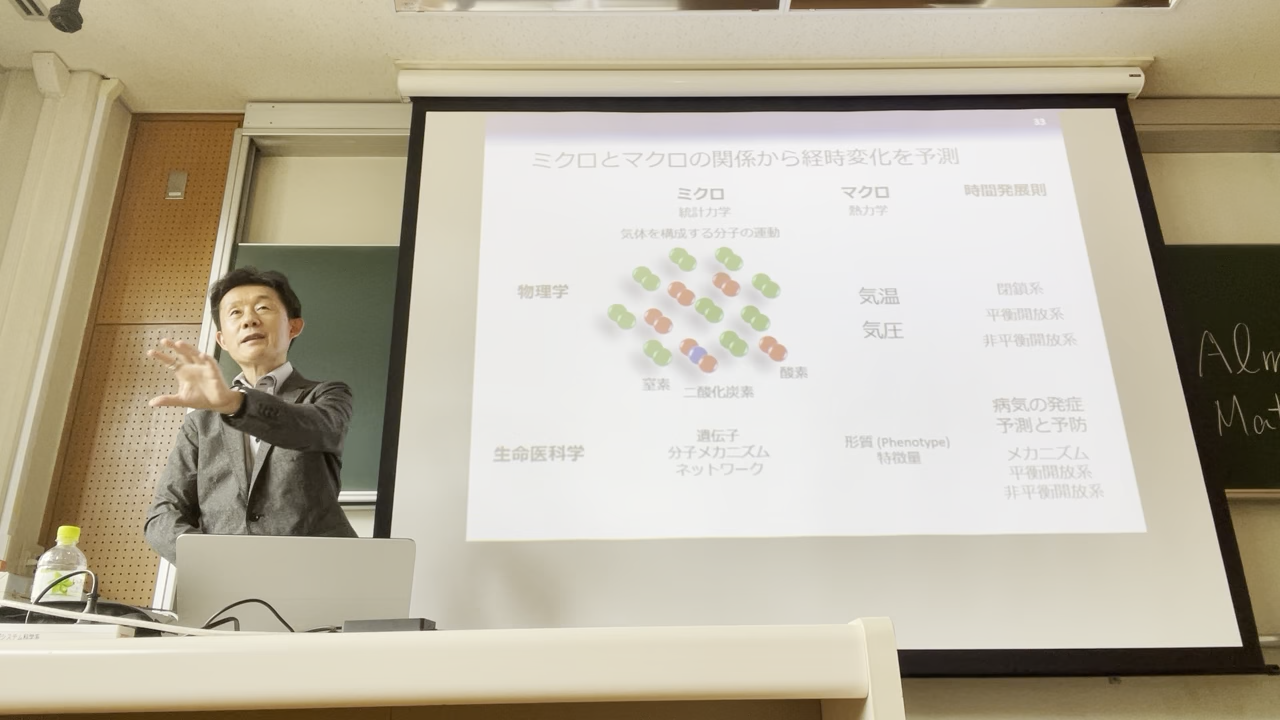 33
ミクロとマクロの関係から経時変化を予測
ミクロ
マクロ
時間発展則
統計力学
熱力学
気体を構成する分子の運動
物理学
気温
気圧
閉鎖系
平衡開放系
非平衡開放系
窒素
二酸化炭素
酸素
病気の発症
予測と予防
生命医科学
遺伝子
分子メカニズム
ネットワーク
形質 (Phenotype)
特徴量
メカニズム
平衡開放系
非平衡開放系
Alm
Mat